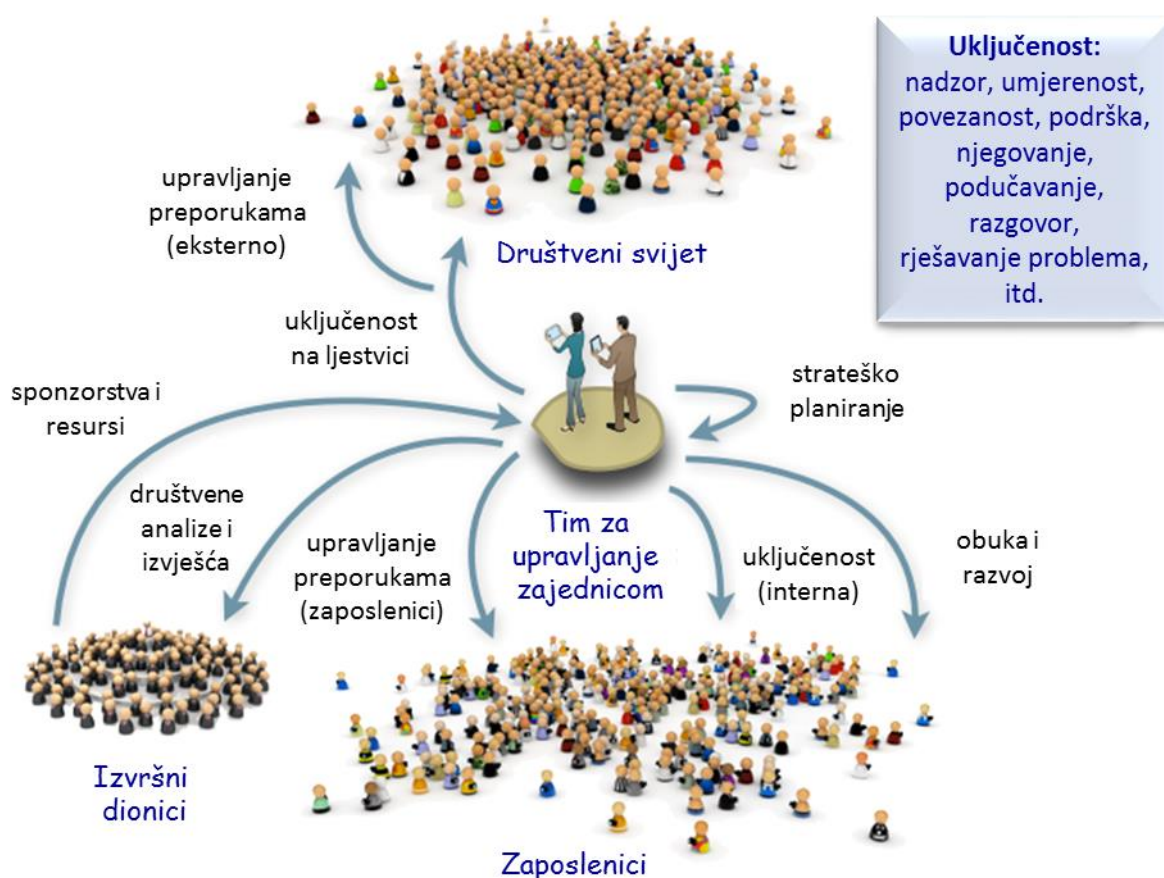 Uključenost:
nadzor, umjerenost,
povezanost, podrška,
njegovanje,
podučavanje,
razgovor,
rješavanje problema,
itd.
upravljanje
preporukama
(eksterno)
Društveni svijet
uključenost
na ljestvici
sponzorstva i
resursi
strateško
planiranje
društvene
analize i
izvješća
upravljanje
preporukama
(zaposlenici)
Tim za
upravljanje
zajednicom
uključenost
(interna)
obuka i
razvoj
Izvršni
dionici
Zaposlenici